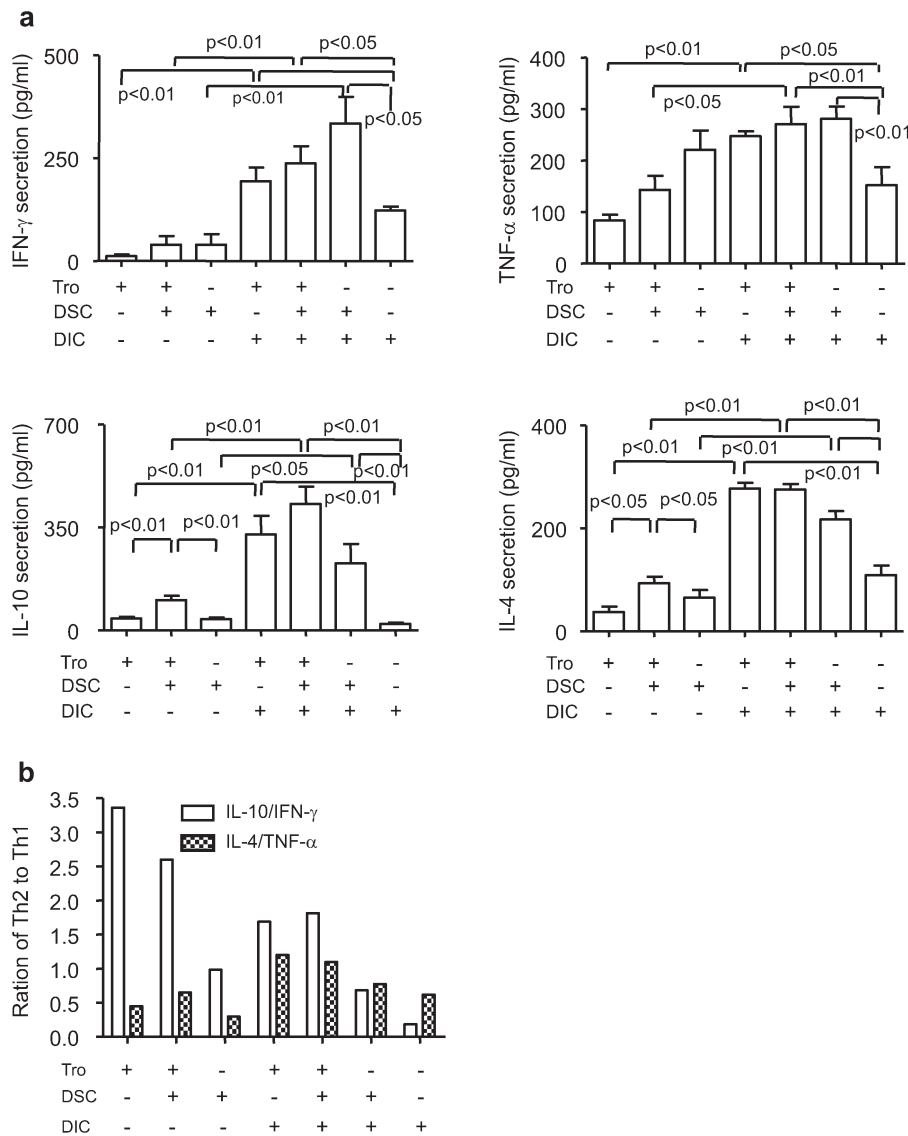 a
IFN-γ secretion (pg/ml)
500
250
0
p<0.01 p<0.05
p<0.01 p<0.01 p<0.05
Tro + + - + + - -
DSC - + + - + + -
DIC - - - + + + +
TNF-α secretion (pg/ml)
400
300
200
100
0
p<0.01 p<0.05
p<0.05 p<0.01
p<0.01
Tro + + - + + - -
DSC - + + - + + -
DIC - - - + + + +
IL-10 secretion (pg/ml)
700
350
0
p<0.01 p<0.01
p<0.01 p<0.05 p<0.01
p<0.01 p<0.01 p<0.01
Tro + + - + + - -
DSC - + + - + + -
DIC - - - + + + +
IL-4 secretion (pg/ml)
400
200
0
p<0.01 p<0.01
p<0.01 p<0.01
p<0.01
p<0.05 p<0.05
Tro + + - + + - -
DSC - + + - + + -
DIC - - - + + + +
b
Ration of Th2 to Th1
3.5
3.0
2.5
2.0
1.5
1.0
0.5
0.0
IL-10/IFN-γ
IL-4/TNF-α
Tro + + - + + - -
DSC - + + - + + -
DIC - - - + + + +